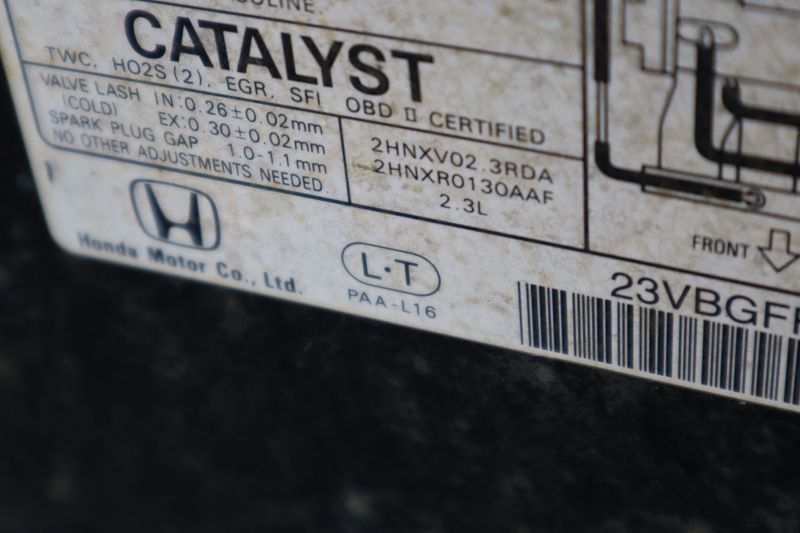 CATALYST
TWC, HO2S (2), EGR, SFI OBD II CERTIFIED
VALVE LASH IN: 0.26±0.02mm
(COLD) EX: 0.30±0.02mm
SPARK PLUG GAP 1.0-1.1mm
NO OTHER ADJUSTMENTS NEEDED.
2HNXV02.3RDA
2HNXR0130AAF
2.3L
FRONT
Honda Motor Co., Ltd.
L·T
PAA-L16
23VBGF